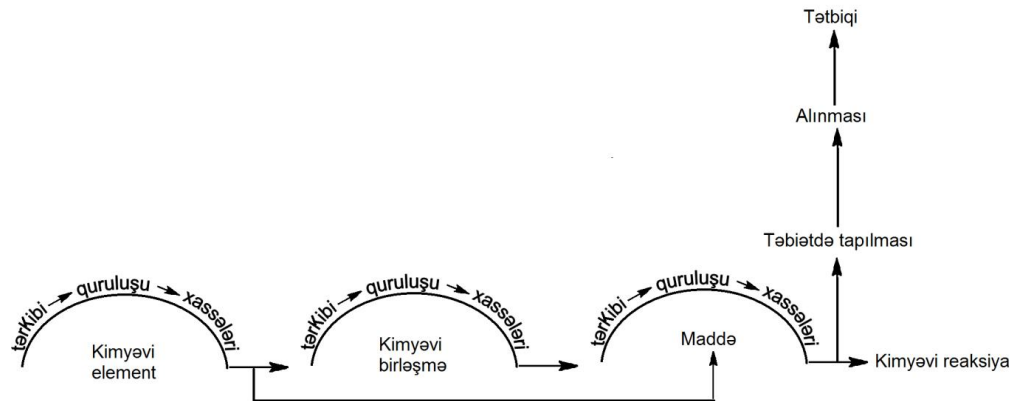 Tətbiqi
Alınması
Təbiətdə tapılması
tərKibi → quruluşu → xassələri
tərKibi → quruluşu → xassələri
tərKibi → quruluşu → xassələri
Kimyəvi
element
Kimyəvi
birləşmə
Maddə
Kimyəvi reaksiya